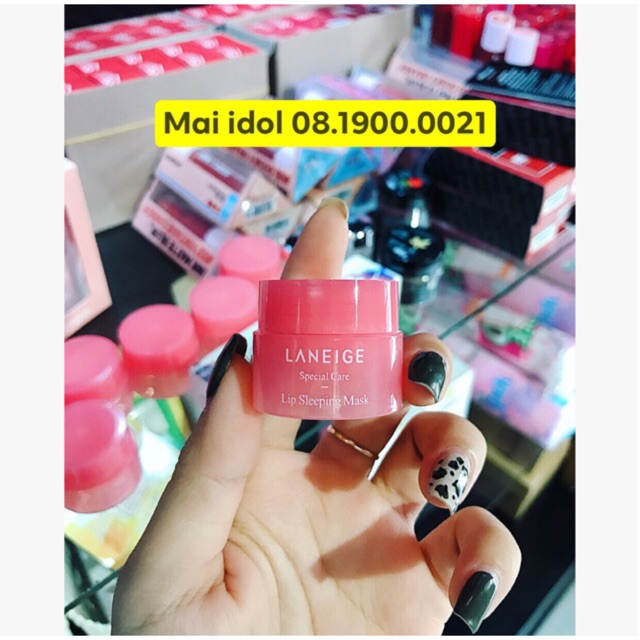 Mai idol 08.1900.0021
LANEIGE
Special Care
Lip Sleeping Mask